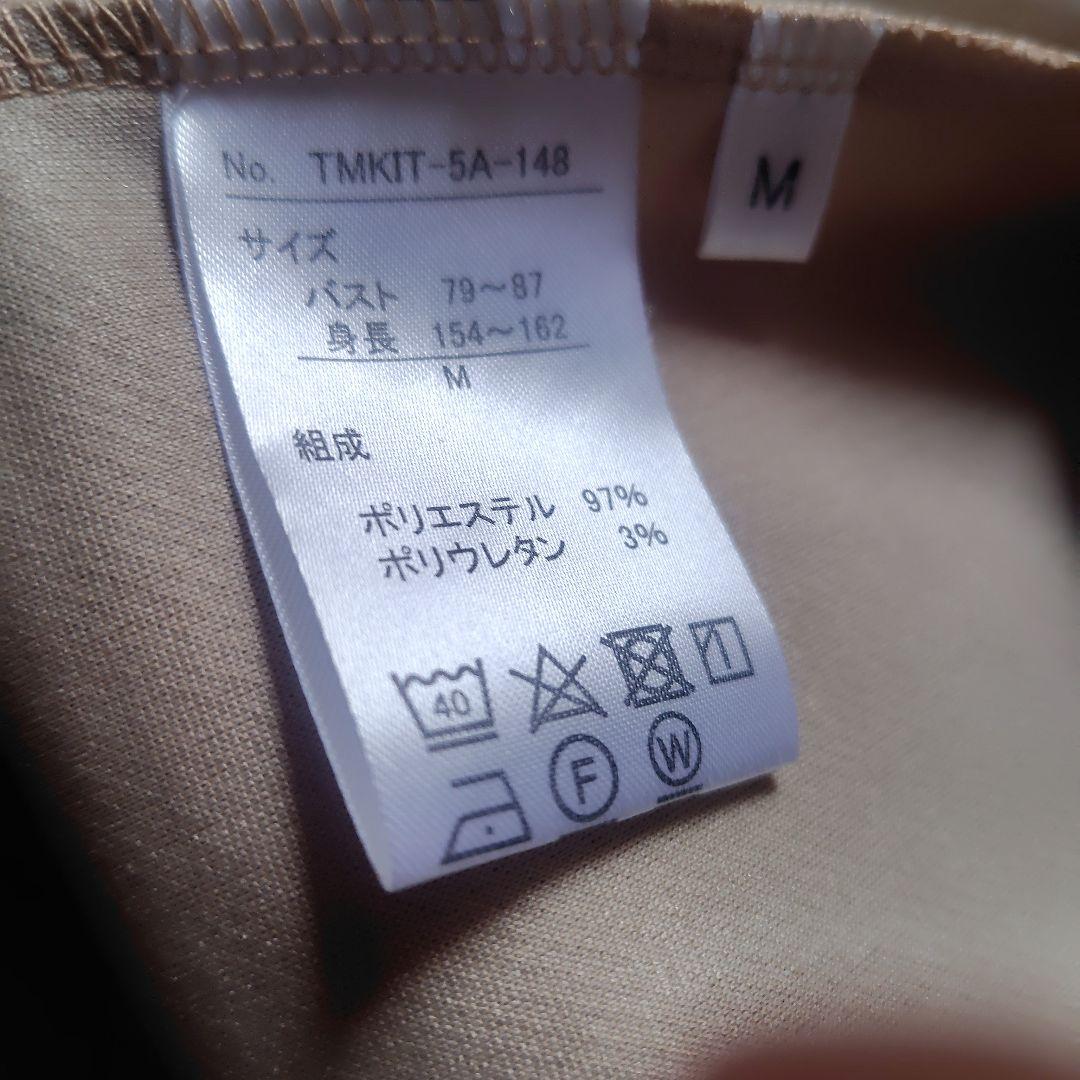 No. TMKIT-5A-148
サイズ
バスト 79〜87
身長 154〜162
M
組成
ポリエステル 97%
ポリウレタン 3%
40
F
W
M